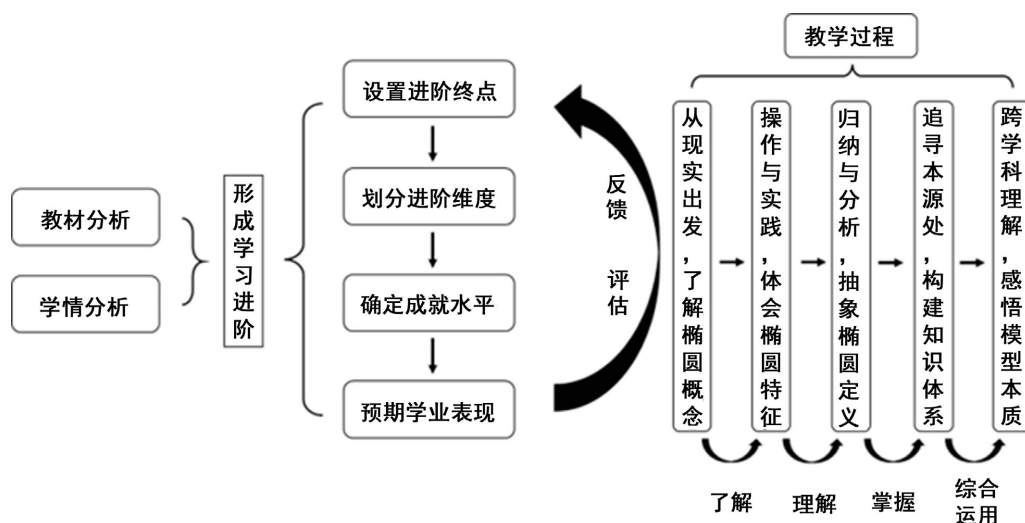 教学过程
设置进阶终点
划分进阶维度
确定成就水平
预期学业表现
教材分析
学情分析
形成学习进阶
反馈
评估
从现实出发，了解椭圆概念
操作与实践，体会椭圆特征
归纳与分析，抽象椭圆定义
追寻本源处，构建知识体系
跨学科理解，感悟模型本质
了解
理解
掌握
综合
运用